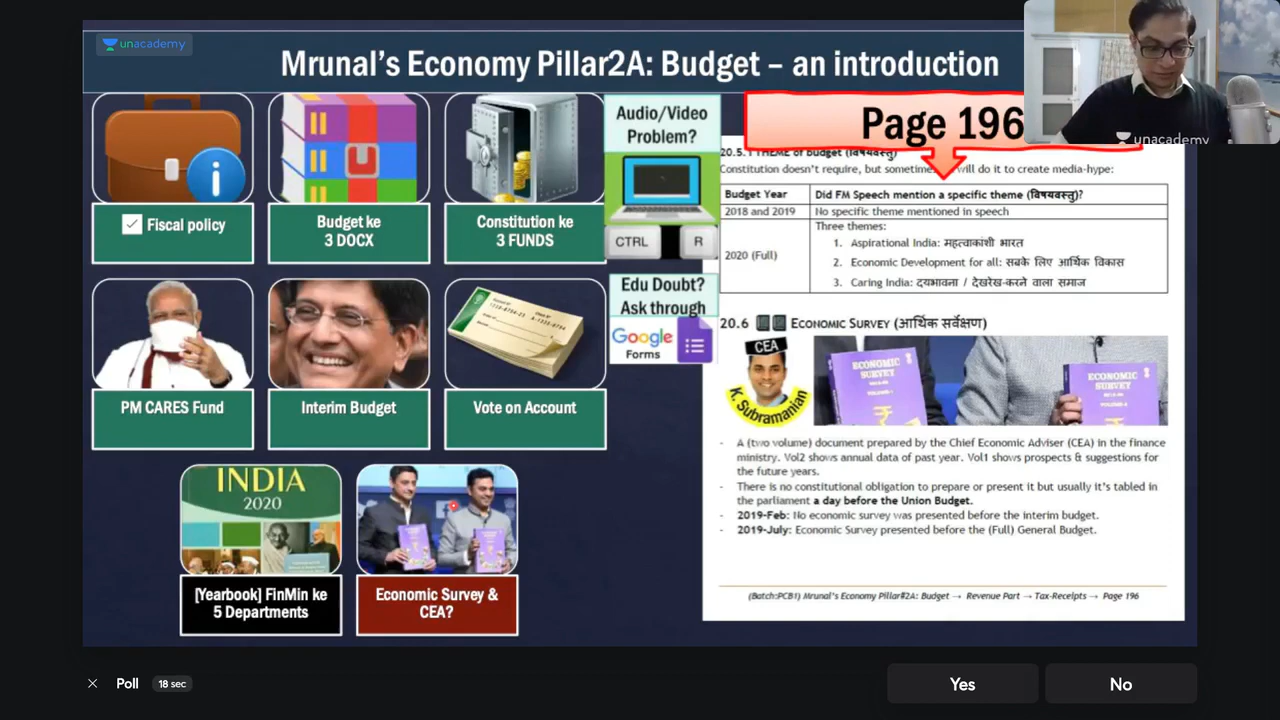 unacademy
Mrunal's Economy Pillar2A: Budget – an introduction
Fiscal policy
Budget ke
3 DOCX
Constitution ke
3 FUNDS
PM CARES Fund
Interim Budget
Vote on Account
INDIA
2020
[Yearbook] FinMin ke
5 Departments
Economic Survey &
CEA?
Audio/Video
Problem?
CTRL
R
Edu Doubt?
Ask through
Google
Forms
Page 196
unacademy
20.5.1 THEME of budget (विषयवस्तु)
Constitution doesn't require, but sometimes will do it to create media-hype:
Budget Year
Did FM Speech mention a specific theme (विषयवस्तु)?
2018 and 2019
No specific theme mentioned in speech
2020 (Full)
Three themes:
1. Aspirational India: महत्वाकांशी भारत
2. Economic Development for all: सबके लिए आर्थिक विकास
3. Caring India: दयाभावना / देखरेख-करने वाला समाज
20.6 ECONOMIC SURVEY (आर्थिक सर्वेक्षण)
CEA
K. Subramanian
ECONOMIC
SURVEY
ECONOMIC
SURVEY
- A (two volume) document prepared by the Chief Economic Adviser (CEA) in the finance
ministry. Vol2 shows annual data of past year. Vol1 shows prospects & suggestions for
the future years.
- There is no constitutional obligation to prepare or present it but usually it's tabled in
the parliament a day before the Union Budget.
- 2019-Feb: No economic survey was presented before the interim budget.
- 2019-July: Economic Survey presented before the (Full) General Budget.
(Batch:PCB1) Mrunal's Economy Pillar#2A: Budget → Revenue Part → Tax-Receipts → Page 196
Poll
18 sec
Yes
No